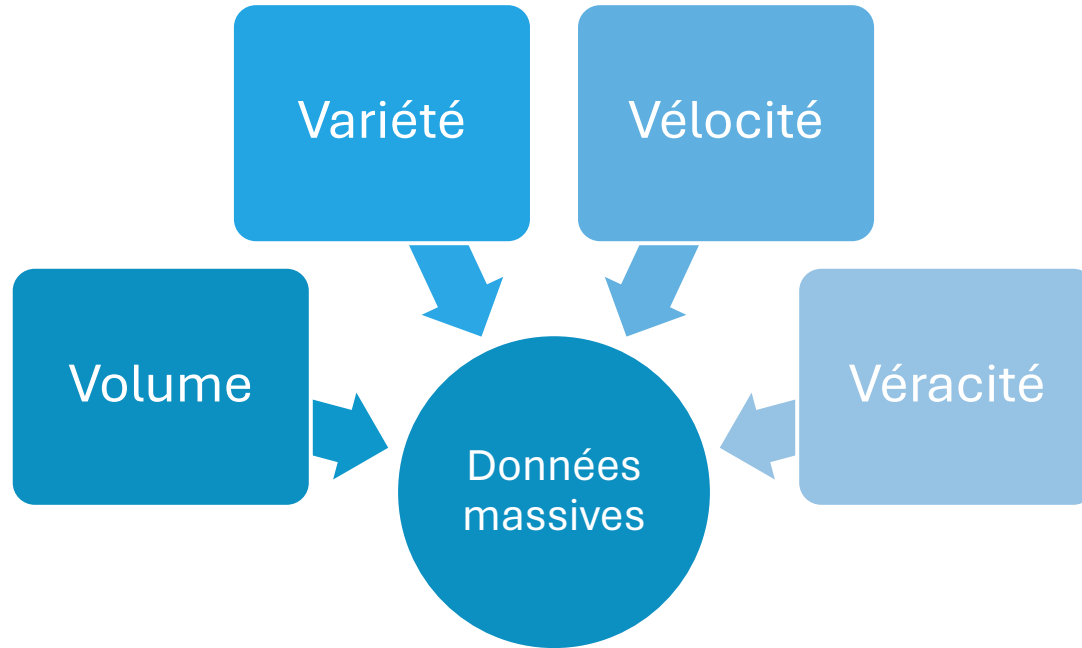 Variété
Vélocité
Volume
Véracité
Données
massives